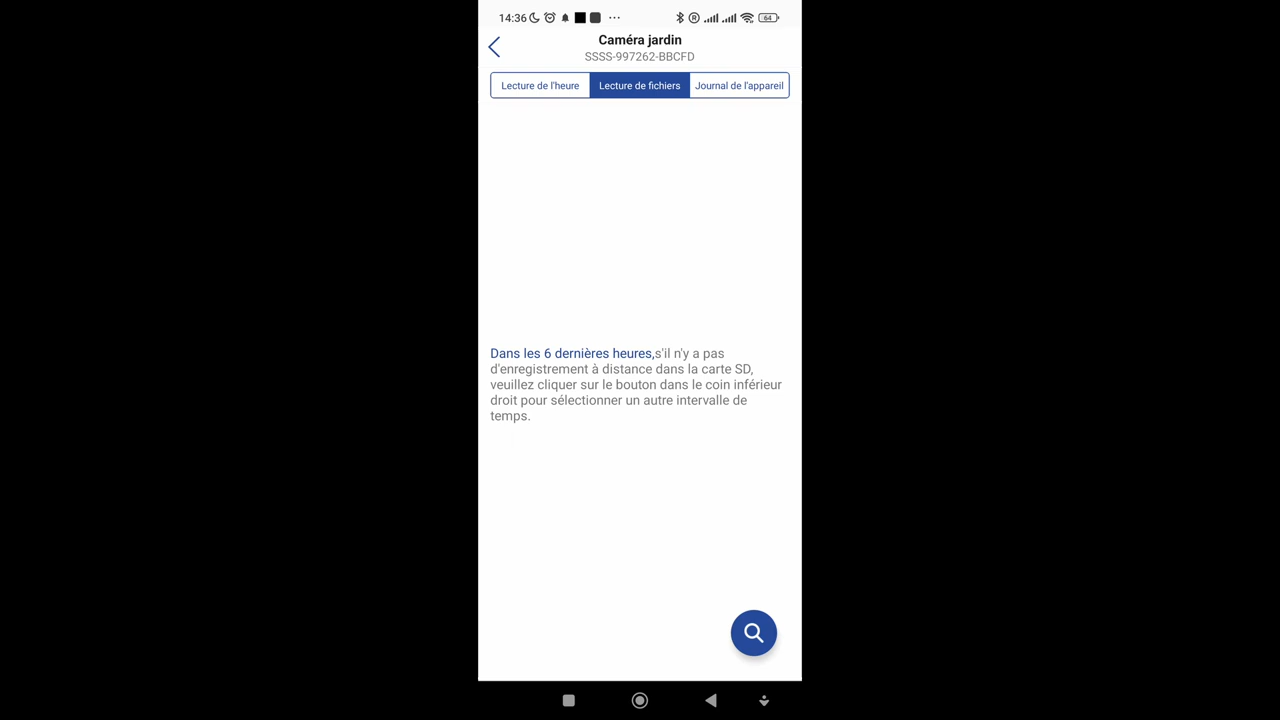 14:36 ... 64
Caméra jardin
SSSS-997262-BBCFD
Lecture de l'heure Lecture de fichiers Journal de l'appareil
Dans les 6 dernières heures,s'il n'y a pas
d'enregistrement à distance dans la carte SD,
veuillez cliquer sur le bouton dans le coin inférieur
droit pour sélectionner un autre intervalle de
temps.